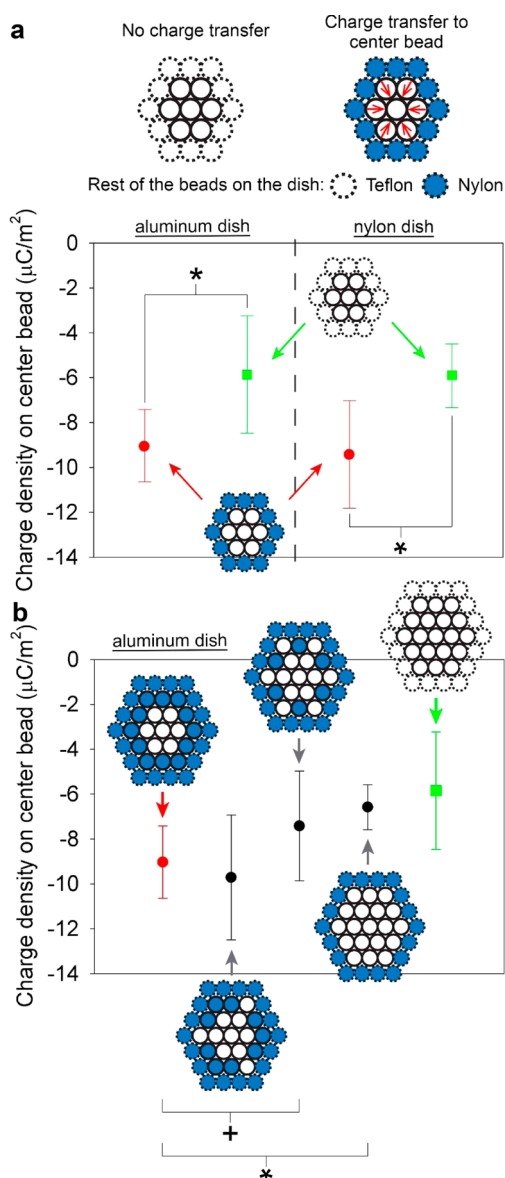 a
No charge transfer
Charge transfer to
center bead
Rest of the beads on the dish: Teflon Nylon
aluminum dish
nylon dish
Charge density on center bead (μC/m²)
0
-2
-4
-6
-8
-10
-12
-14
*
*
b
aluminum dish
Charge density on center bead (μC/m²)
0
-2
-4
-6
-8
-10
-12
-14
+
*